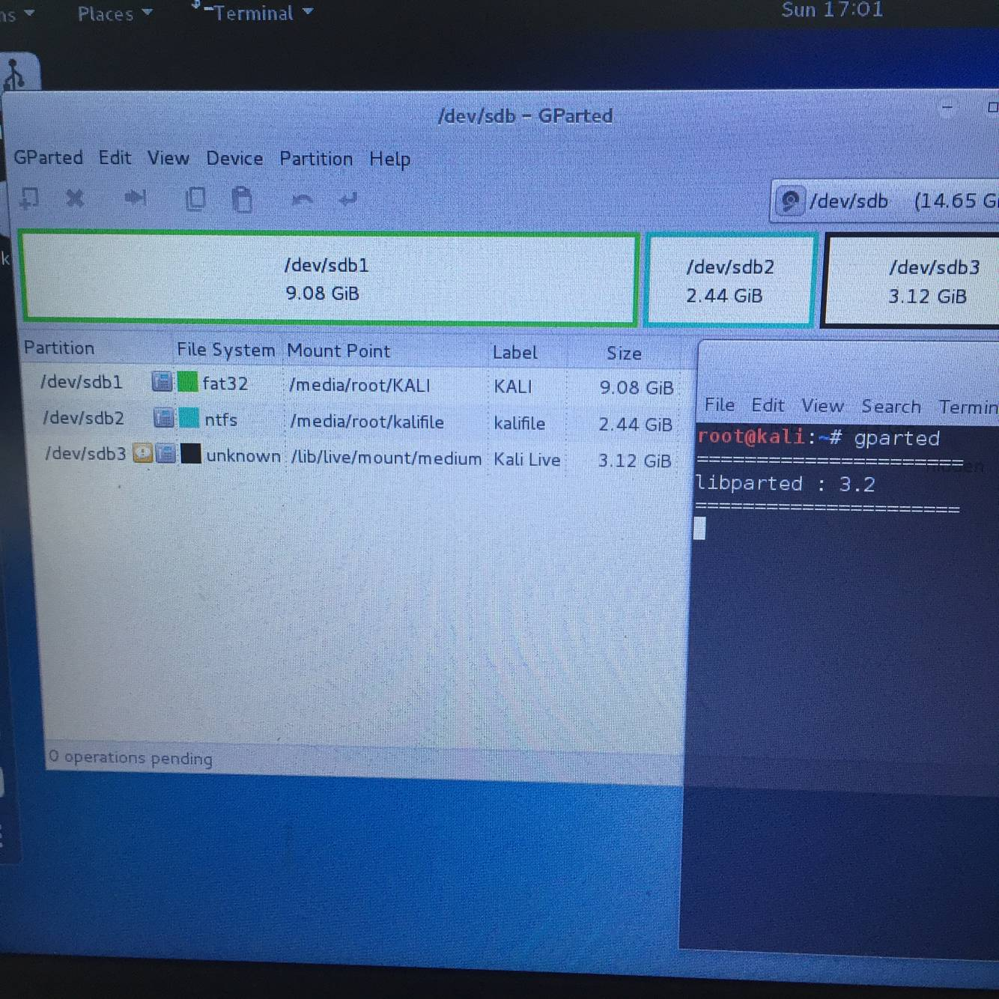 ns Places Terminal Sun 17:01
/dev/sdb - GParted
GParted Edit View Device Partition Help
/dev/sdb (14.65 Gi
/dev/sdb1
9.08 GiB
/dev/sdb2
2.44 GiB
/dev/sdb3
3.12 GiB
Partition File System Mount Point Label Size
/dev/sdb1 fat32 /media/root/KALI KALI 9.08 GiB
/dev/sdb2 ntfs /media/root/kalifile kalifile 2.44 GiB
/dev/sdb3 unknown /lib/live/mount/medium Kali Live 3.12 GiB
0 operations pending
k
File Edit View Search Termin
root@kali:~# gparted
======================
libparted : 3.2
======================